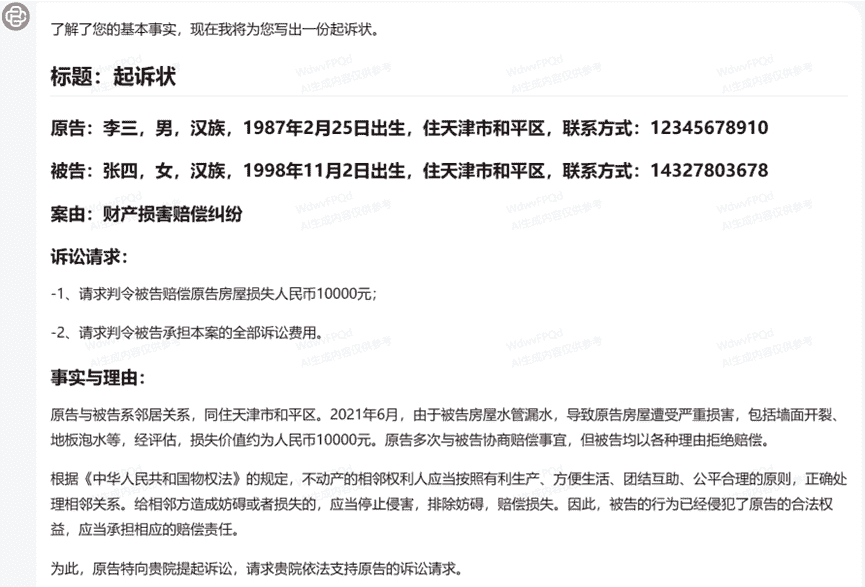 了解了您的基本事实，现在我将为您写出一份起诉状。
标题：起诉状
原告：李三，男，汉族，1987年2月25日出生，住天津市和平区，联系方式：12345678910
被告：张四，女，汉族，1998年11月2日出生，住天津市和平区，联系方式：14327803678
案由：财产损害赔偿纠纷
诉讼请求：
-1、请求判令被告赔偿原告房屋损失人民币10000元；
-2、请求判令被告承担本案的全部诉讼费用。
事实与理由：
原告与被告系邻居关系，同住天津市和平区。2021年6月，由于被告房屋水管漏水，导致原告房屋遭受严重损害，包括墙面开裂、
地板泡水等，经评估，损失价值约为人民币10000元。原告多次与被告协商赔偿事宜，但被告均以各种理由拒绝赔偿。
根据《中华人民共和国物权法》的规定，不动产的相邻权利人应当按照有利生产、方便生活、团结互助、公平合理的原则，正确处
理相邻关系。给相邻方造成妨碍或者损失的，应当停止侵害，排除妨碍，赔偿损失。因此，被告的行为已经侵犯了原告的合法权
益，应当承担相应的赔偿责任。
为此，原告特向贵院提起诉讼，请求贵院依法支持原告的诉讼请求。